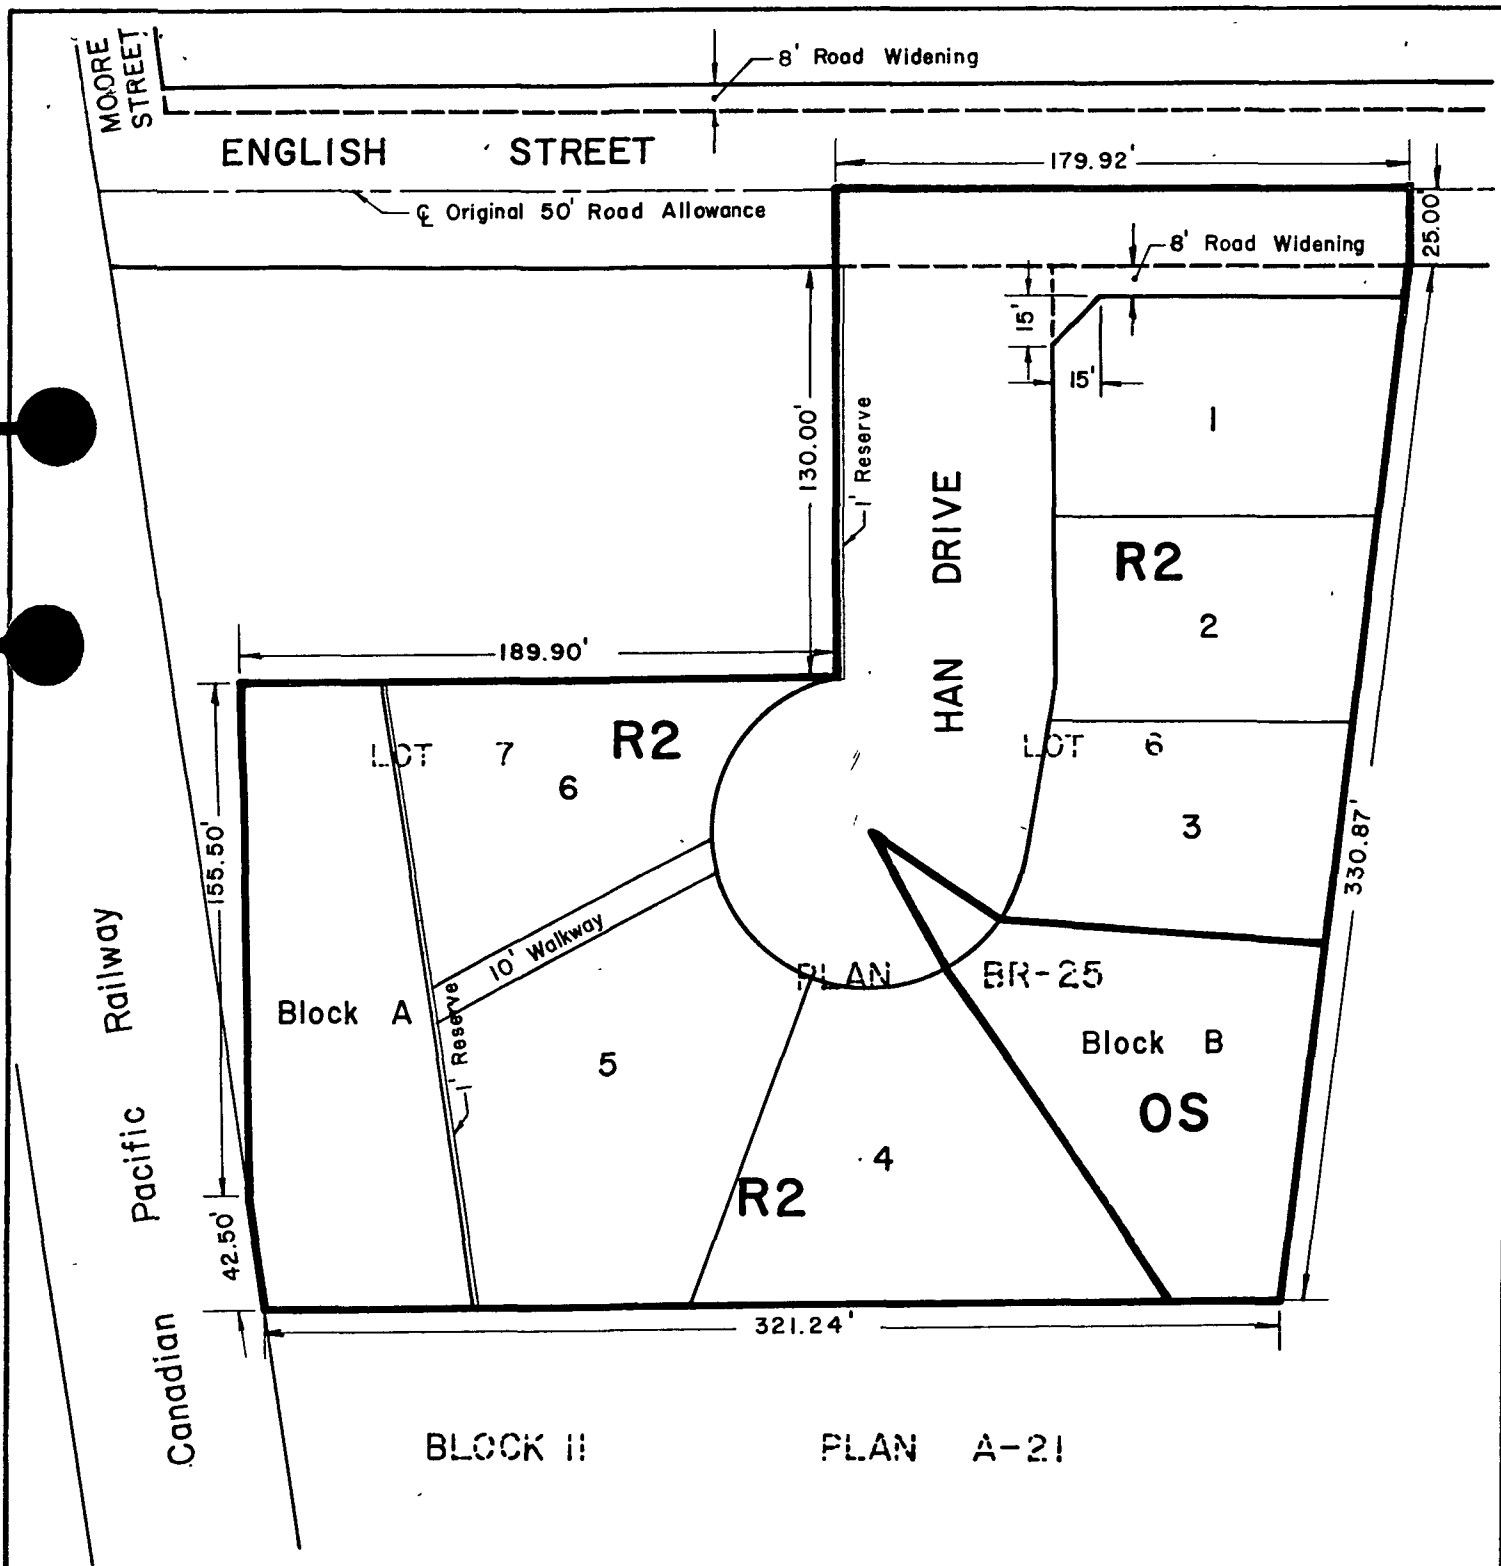 MOORE
STREET
8' Road Widening
ENGLISH STREET
179.92'
℄ Original 50' Road Allowance
25.00'
8' Road Widening
15'
15'
130.00'
1' Reserve
HAN DRIVE
1
R2
2
189.90'
LOT 7
R2
6
LOT 6
3
155.50'
330.87'
10' Walkway
PLAN BR-25
Block A
1' Reserve
5
Block B
OS
4
R2
42.50'
321.24'
Canadian Pacific Railway
BLOCK 11 PLAN A-21